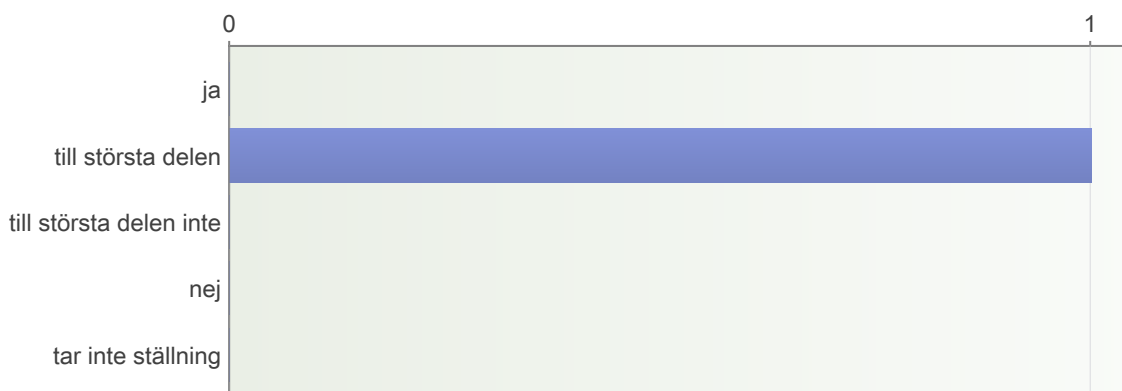 0 1
ja
till största delen
till största delen inte
nej
tar inte ställning